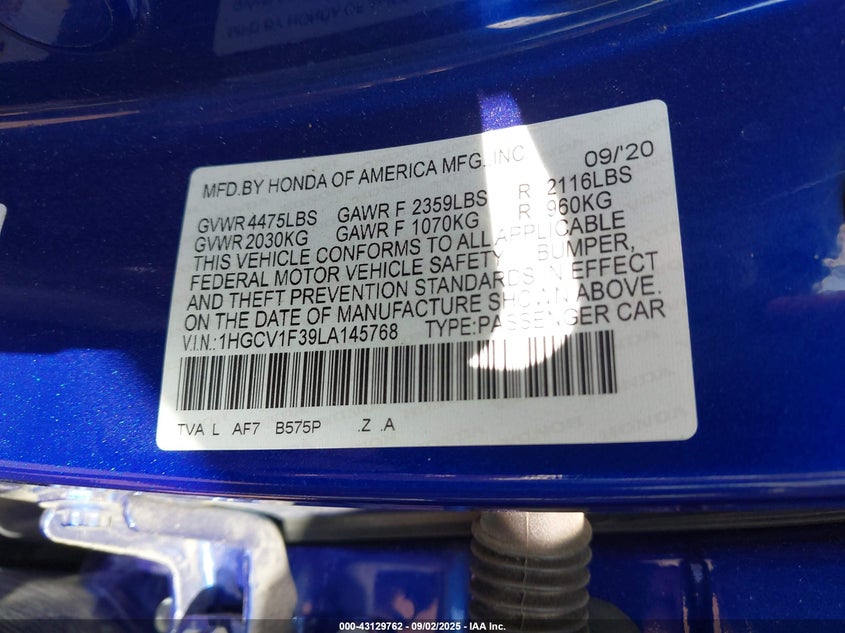 MFD.BY HONDA OF AMERICA MFG.,INC 09/'20
GVWR 4475LBS GAWR F 2359LBS R 2116LBS
GVWR 2030KG GAWR F 1070KG R 960KG
THIS VEHICLE CONFORMS TO ALL APPLICABLE
FEDERAL MOTOR VEHICLE SAFETY, BUMPER,
AND THEFT PREVENTION STANDARDS IN EFFECT
ON THE DATE OF MANUFACTURE SHOWN ABOVE.
V.I.N.:1HGCV1F39LA145768 TYPE:PASSENGER CAR
TVA L AF7 B575P .Z .A
000-43129762 | 09/02/2025 - IAA Inc.